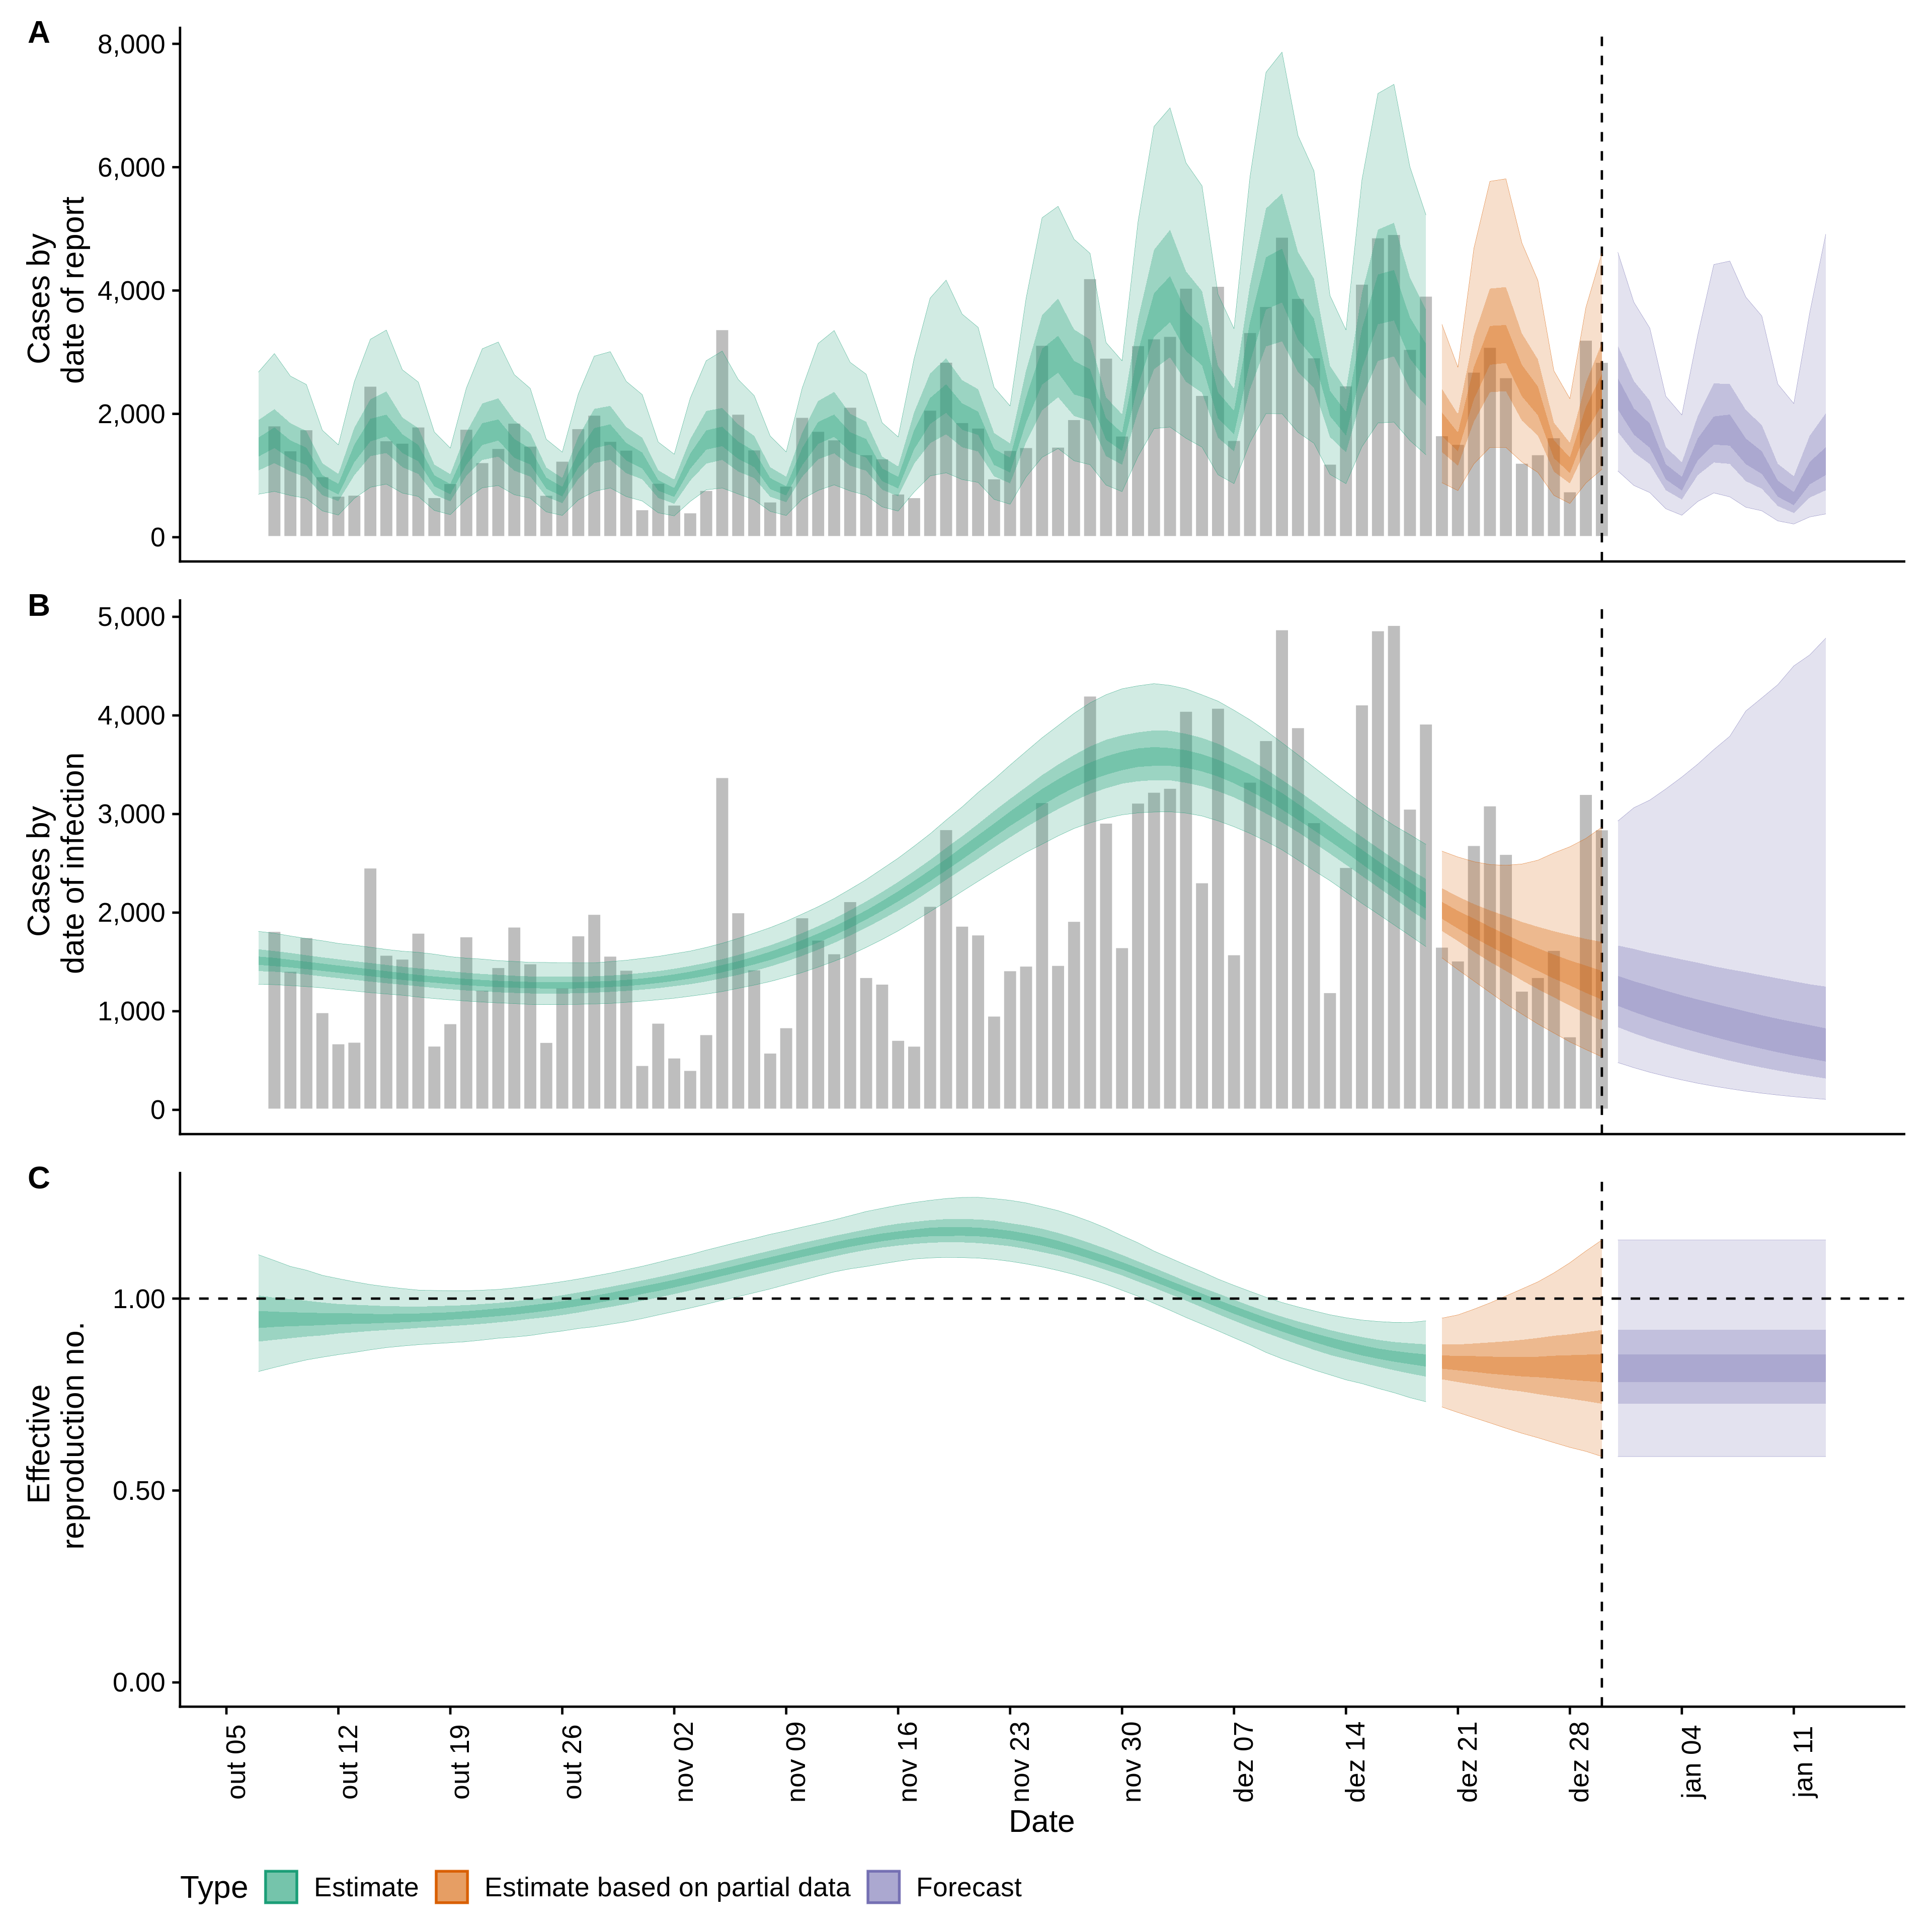 A
8,000
6,000
4,000
2,000
0
Cases by
date of report
B
5,000
4,000
3,000
2,000
1,000
0
Cases by
date of infection
C
1.00
0.50
0.00
Effective
reproduction no.
out 05
out 12
out 19
out 26
nov 02
nov 09
nov 16
nov 23
nov 30
dez 07
dez 14
dez 21
dez 28
jan 04
jan 11
Date
Type Estimate Estimate based on partial data Forecast